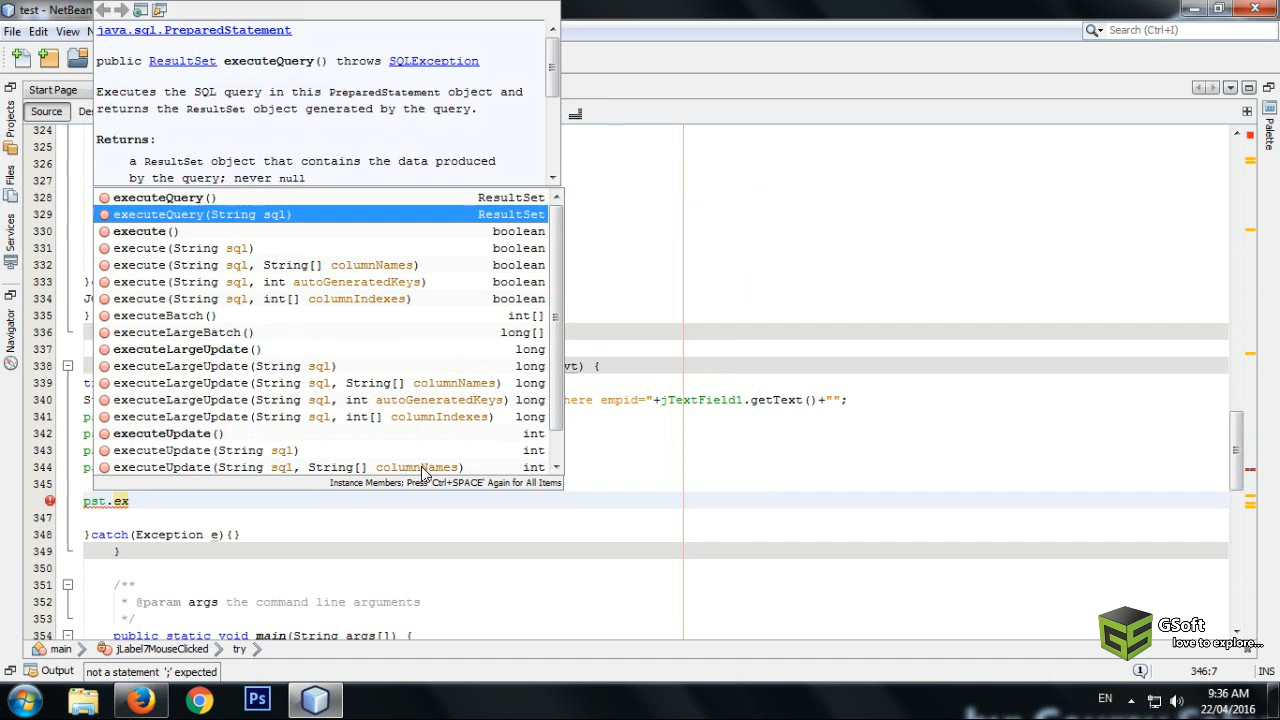 test - NetBean
File Edit View
Search (Ctrl+I)
java.sql.PreparedStatement
public ResultSet executeQuery() throws SQLException
Executes the SQL query in this PreparedStatement object and
returns the ResultSet object generated by the query.
Returns:
a ResultSet object that contains the data produced
by the query; never null
Start Page
Source De
Projects
Files
Services
Navigator
Palette
324
325
326
327
328
329
330
331
332
333 }
334 J
335 }
336
337
338 vt) {
339 t
340 S here empid="+jTextField1.getText()+"";
341 p
342 p
343 p
344 p
345
pst.ex
347
348 }catch(Exception e){}
349 }
350
351 /**
352 * @param args the command line arguments
353 */
354 public static void main(String args[]) {
executeQuery() ResultSet
executeQuery(String sql) ResultSet
execute() boolean
execute(String sql) boolean
execute(String sql, String[] columnNames) boolean
execute(String sql, int autoGeneratedKeys) boolean
execute(String sql, int[] columnIndexes) boolean
executeBatch() int[]
executeLargeBatch() long[]
executeLargeUpdate() long
executeLargeUpdate(String sql) long
executeLargeUpdate(String sql, String[] columnNames) long
executeLargeUpdate(String sql, int autoGeneratedKeys) long
executeLargeUpdate(String sql, int[] columnIndexes) long
executeUpdate() int
executeUpdate(String sql) int
executeUpdate(String sql, String[] columnNames) int
Instance Members; Press 'Ctrl+SPACE' Again for All Items
main jLabel7MouseClicked try
Output not a statement ';' expected
1 346:7 INS
GS
GSoft
love to explore...
Ps
EN
9:36 AM
22/04/2016